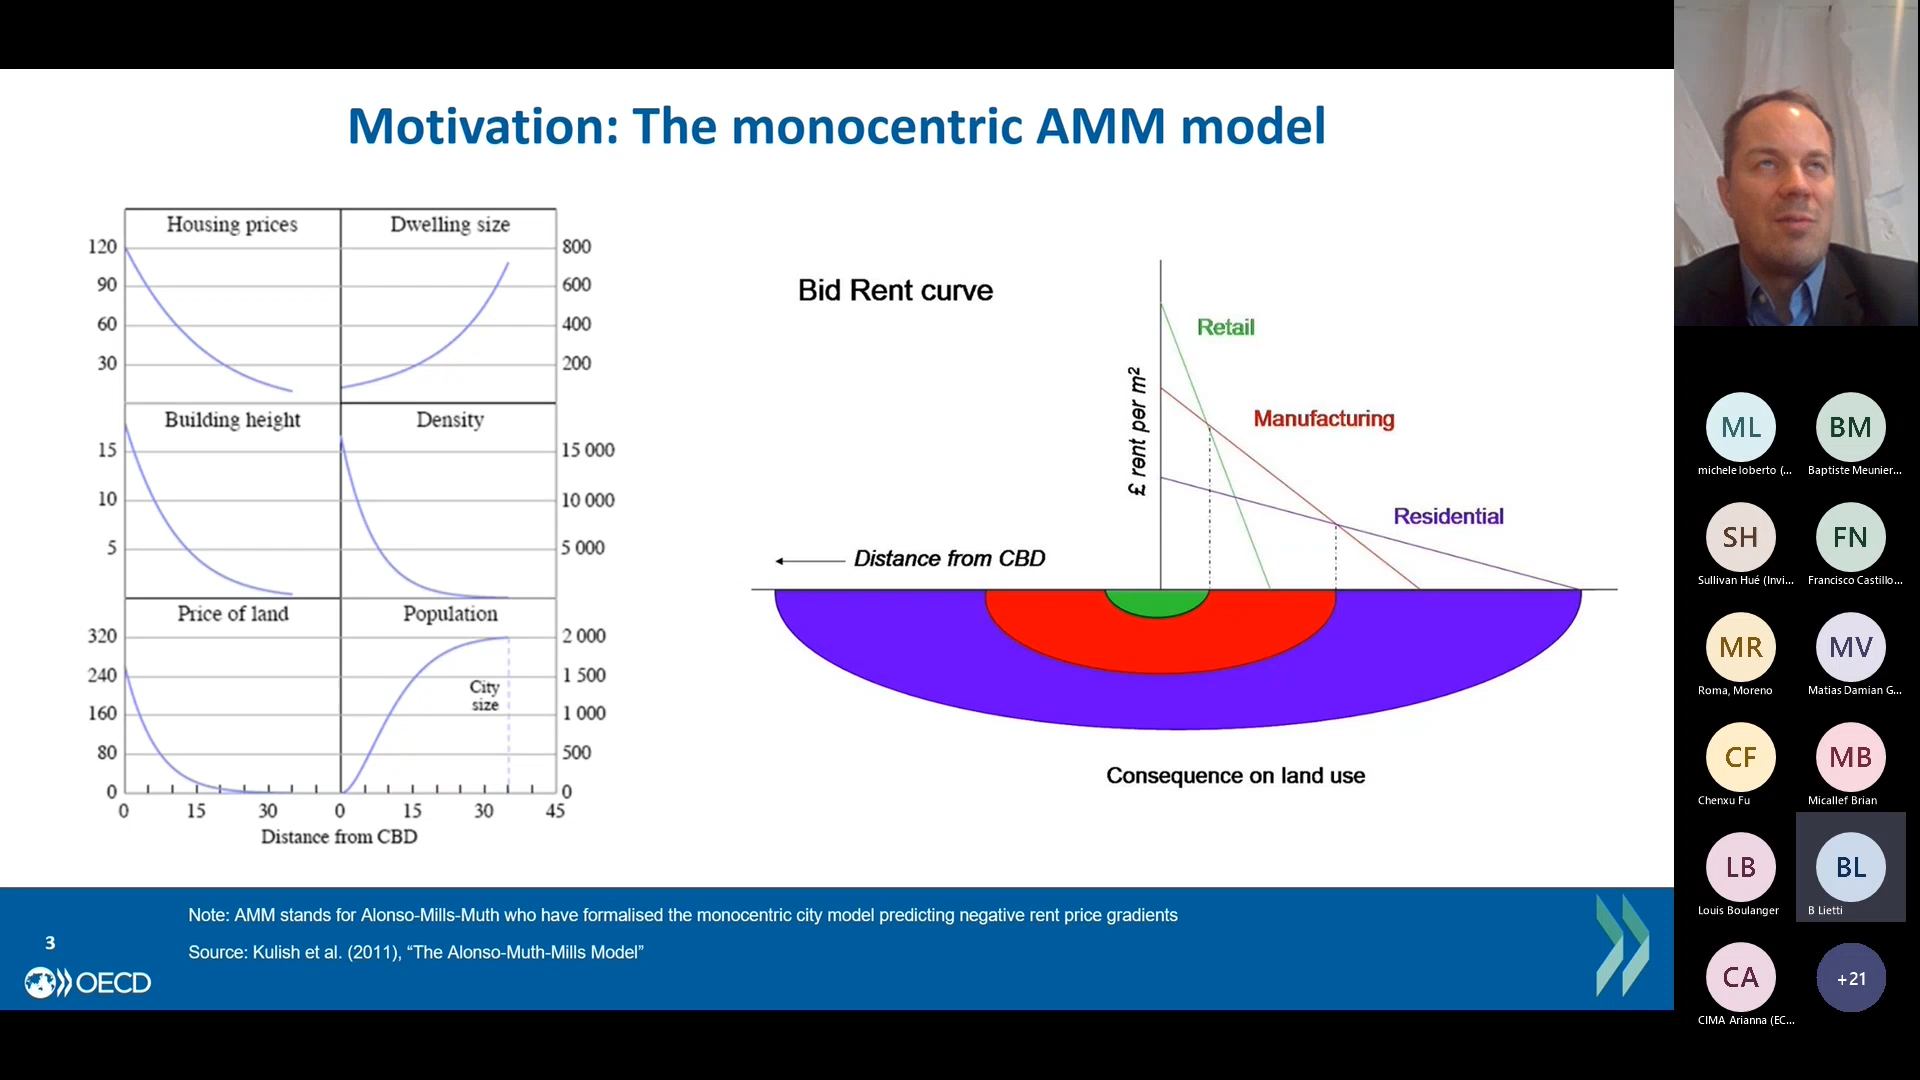 Motivation: The monocentric AMM model
Housing prices
Dwelling size
120
90
60
30
800
600
400
200
Building height
Density
15
10
5
15 000
10 000
5 000
Price of land
Population
320
240
160
80
0
2 000
1 500
1 000
500
0
City
size
0
15
30
0
15
30
45
Distance from CBD
Bid Rent curve
£ rent per m²
Retail
Manufacturing
Residential
Distance from CBD
Consequence on land use
Note: AMM stands for Alonso-Mills-Muth who have formalised the monocentric city model predicting negative rent price gradients
Source: Kulish et al. (2011), “The Alonso-Muth-Mills Model”
3
OECD
ML
michele loberto (...
BM
Baptiste Meunier...
SH
Sullivan Hué (Invi...
FN
Francisco Castillo...
MR
Roma, Moreno
MV
Matias Damian G...
CF
Chenxu Fu
MB
Micallef Brian
LB
Louis Boulanger
BL
B Lietti
CA
CIMA Arianna (EC...
+21